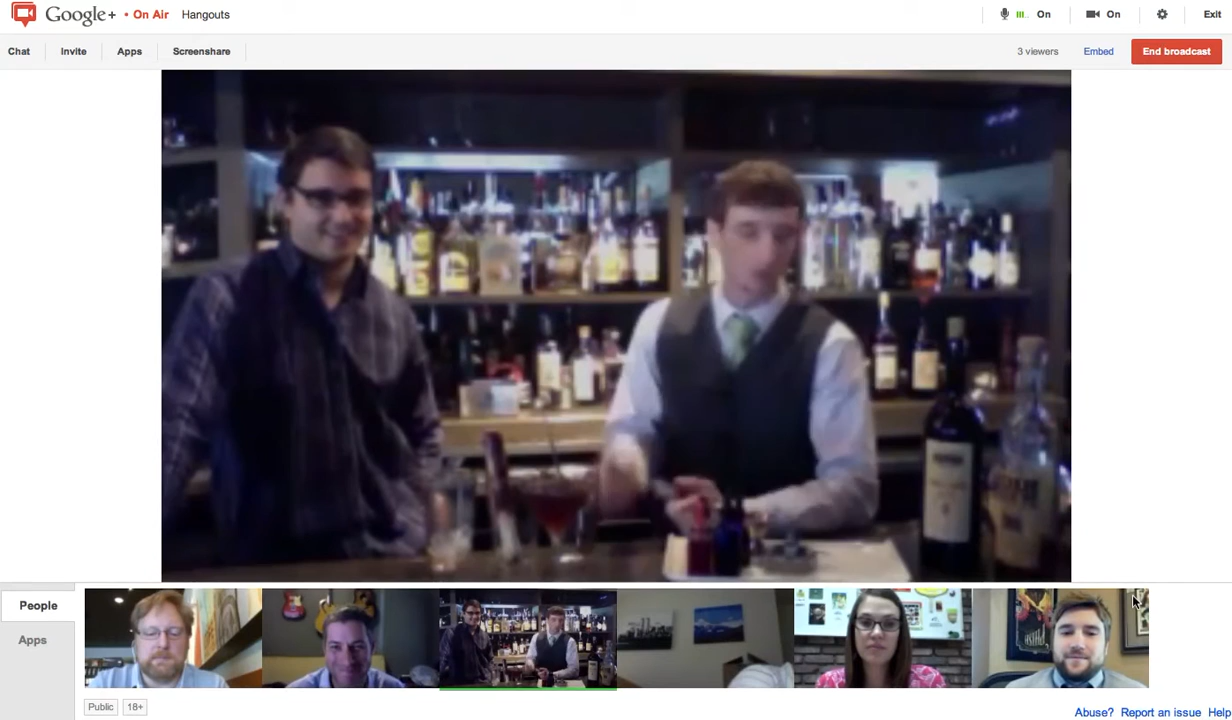 Google+ • On Air Hangouts On On Exit
Chat Invite Apps Screenshare 3 viewers Embed End broadcast
People
Apps
Public 18+
Abuse? Report an issue Help